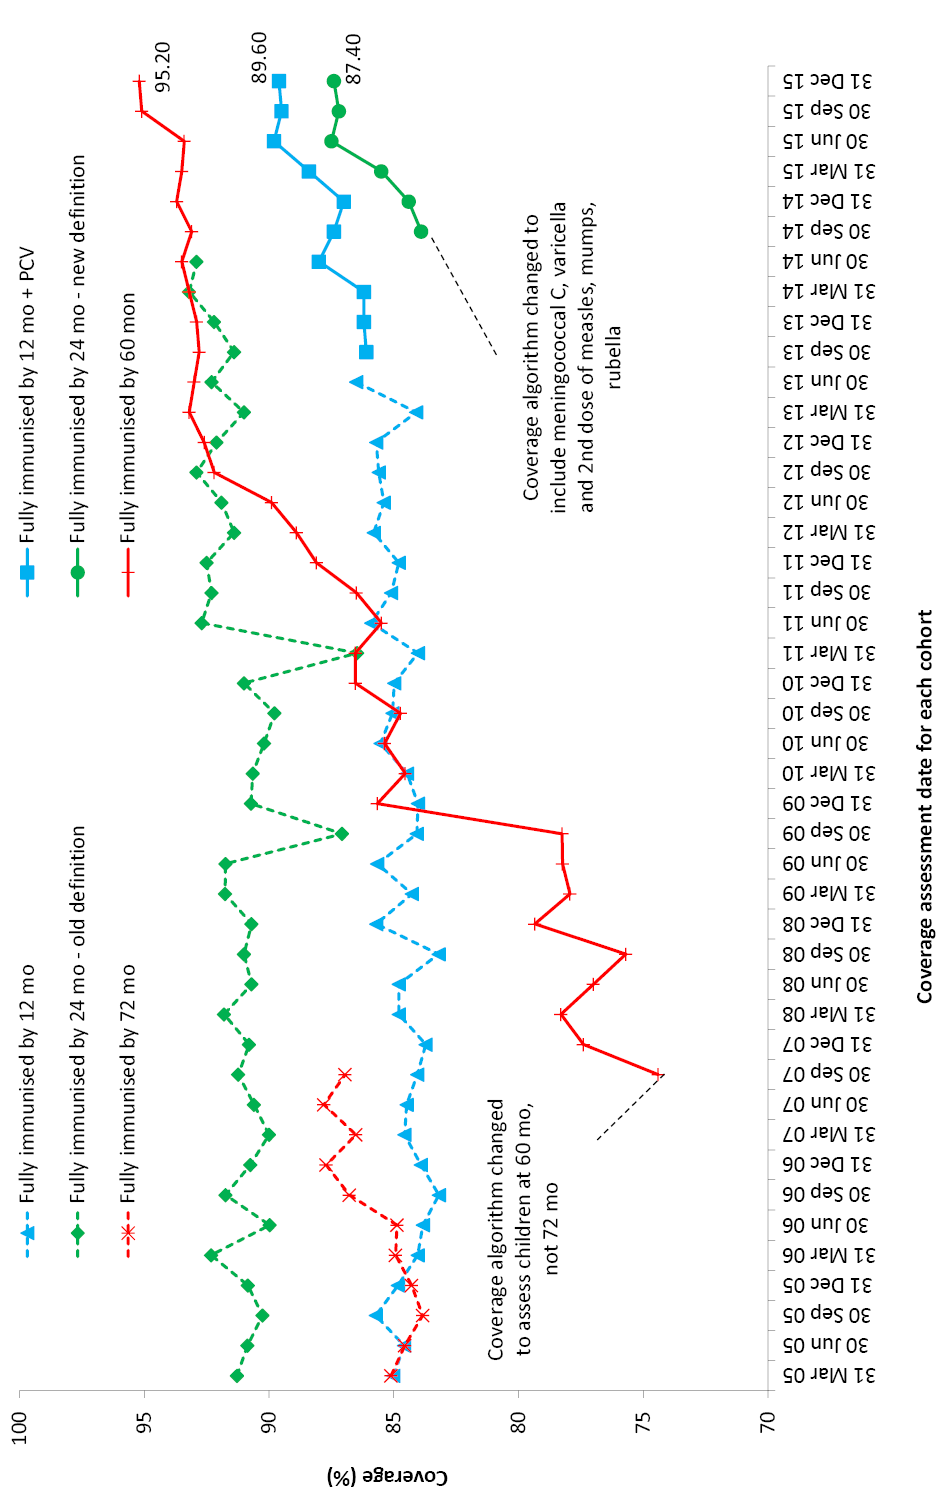 Fully immunised by 12 mo
Fully immunised by 12 mo + PCV
Fully immunised by 24 mo - old definition
Fully immunised by 24 mo - new definition
Fully immunised by 72 mo
Fully immunised by 60 mon
95.20
89.60
87.40
Coverage algorithm changed
to assess children at 60 mo,
not 72 mo
Coverage algorithm changed to
include meningococcal C, varicella
and 2nd dose of measles, mumps,
rubella
Coverage (%)
100
95
90
85
80
75
70
31 Mar 05
30 Jun 05
30 Sep 05
31 Dec 05
31 Mar 06
30 Jun 06
30 Sep 06
31 Dec 06
31 Mar 07
30 Jun 07
30 Sep 07
31 Dec 07
31 Mar 08
30 Jun 08
30 Sep 08
31 Dec 08
31 Mar 09
30 Jun 09
30 Sep 09
31 Dec 09
31 Mar 10
30 Jun 10
30 Sep 10
31 Dec 10
31 Mar 11
30 Jun 11
30 Sep 11
31 Dec 11
31 Mar 12
30 Jun 12
30 Sep 12
31 Dec 12
31 Mar 13
30 Jun 13
30 Sep 13
31 Dec 13
31 Mar 14
30 Jun 14
30 Sep 14
31 Dec 14
31 Mar 15
30 Jun 15
30 Sep 15
31 Dec 15
Coverage assessment date for each cohort